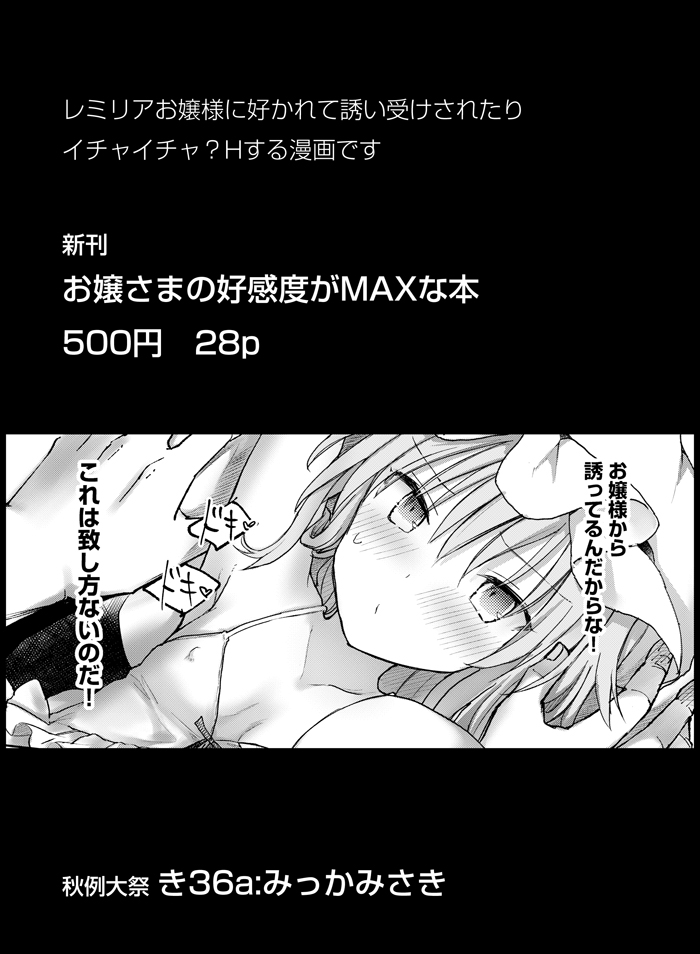 レミリアお嬢様に好かれて誘い受けされたり
イチャイチャ？Hする漫画です
新刊
お嬢さまの好感度がMAXな本
500円　28p
お嬢様から
誘ってるんだからな！
ドキ♥
ドキ♥
これは致し方ないのだ！
秋例大祭 き36a:みっかみさき